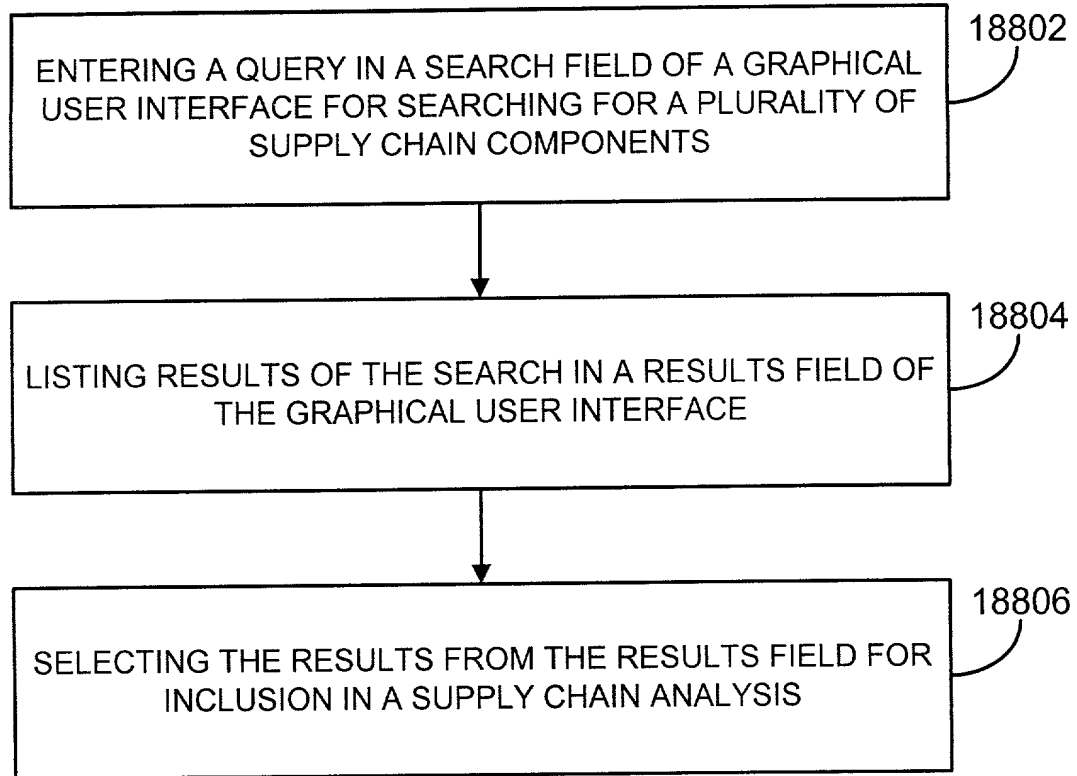 18802
ENTERING A QUERY IN A SEARCH FIELD OF A GRAPHICAL
USER INTERFACE FOR SEARCHING FOR A PLURALITY OF
SUPPLY CHAIN COMPONENTS
18804
LISTING RESULTS OF THE SEARCH IN A RESULTS FIELD OF
THE GRAPHICAL USER INTERFACE
18806
SELECTING THE RESULTS FROM THE RESULTS FIELD FOR
INCLUSION IN A SUPPLY CHAIN ANALYSIS